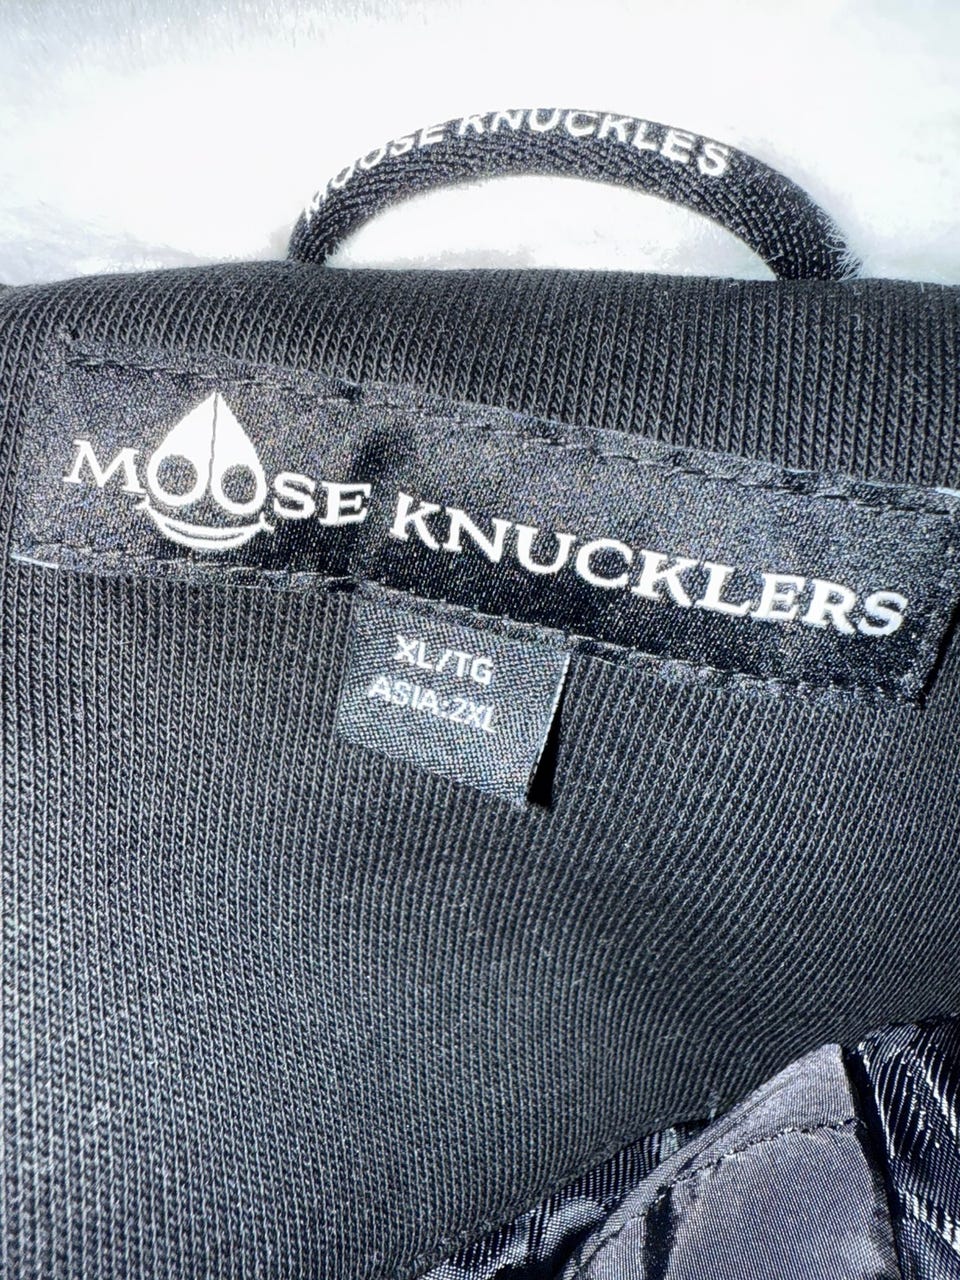 MOOSE KNUCKLES
MOOSE KNUCKLERS
XL/TG
ASIA:2XL